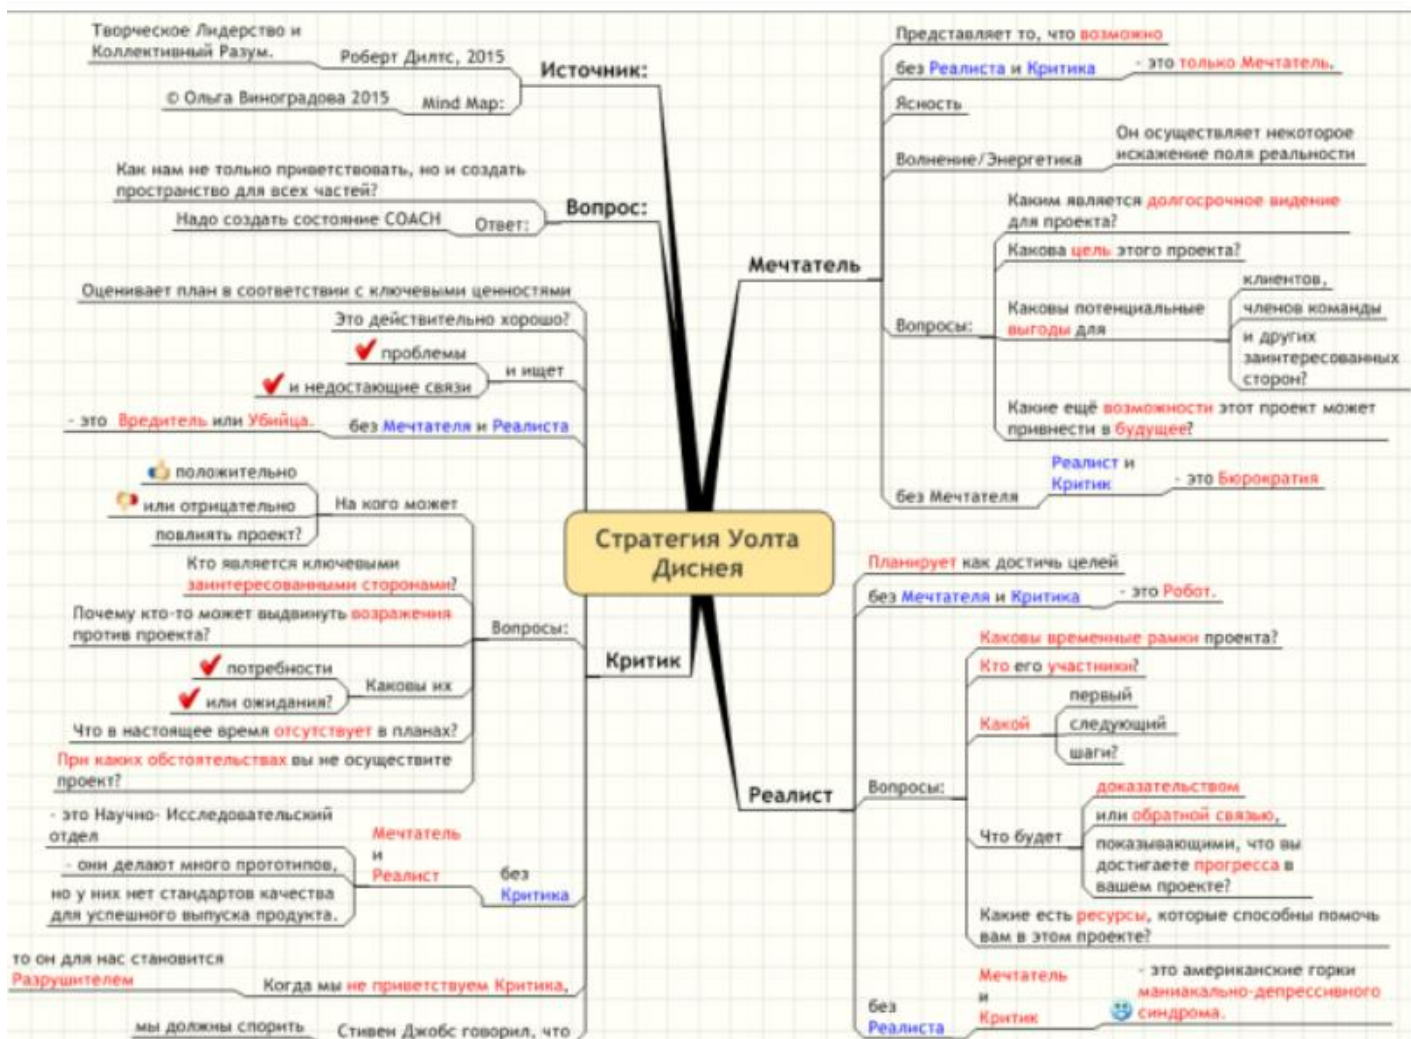 Стратегия Уолта
Диснея
Источник:
Роберт Дилтс, 2015
Творческое Лидерство и
Коллективный Разум.
Mind Map:
© Ольга Виноградова 2015
Вопрос:
Как нам не только приветствовать, но и создать
пространство для всех частей?
Ответ:
Надо создать состояние COACH
Мечтатель
Представляет то, что возможно
без Реалиста и Критика
- это только Мечтатель.
Ясность
Волнение/Энергетика
Он осуществляет некоторое
искажение поля реальности
Вопросы:
Каким является долгосрочное видение
для проекта?
Какова цель этого проекта?
Каковы потенциальные
выгоды для
клиентов,
членов команды
и других
заинтересованных
сторон?
Какие ещё возможности этот проект может
привнести в будущее?
без Мечтателя
Реалист и
Критик
- это Бюрократия
Критик
Оценивает план в соответствии с ключевыми ценностями
Это действительно хорошо?
и ищет
проблемы
и недостающие связи
без Мечтателя и Реалиста
- это Вредитель или Убийца.
Вопросы:
На кого может
положительно
или отрицательно
повлиять проект?
Кто является ключевыми
заинтересованными сторонами?
Почему кто-то может выдвинуть возражения
против проекта?
Каковы их
потребности
или ожидания?
Что в настоящее время отсутствует в планах?
При каких обстоятельствах вы не осуществите
проект?
без
Критика
Мечтатель
и
Реалист
- это Научно- Исследовательский
отдел
- они делают много прототипов,
но у них нет стандартов качества
для успешного выпуска продукта.
Когда мы не приветствуем Критика,
то он для нас становится
Разрушителем
Стивен Джобс говорил, что
мы должны спорить
Реалист
Планирует как достичь целей
без Мечтателя и Критика
- это Робот.
Вопросы:
Каковы временные рамки проекта?
Кто его участники?
Какой
первый
следующий
шаги?
Что будет
доказательством
или обратной связью,
показывающими, что вы
достигаете прогресса в
вашем проекте?
Какие есть ресурсы, которые способны помочь
вам в этом проекте?
без
Реалиста
Мечтатель
и
Критик
- это американские горки
маниакально-депрессивного
синдрома.